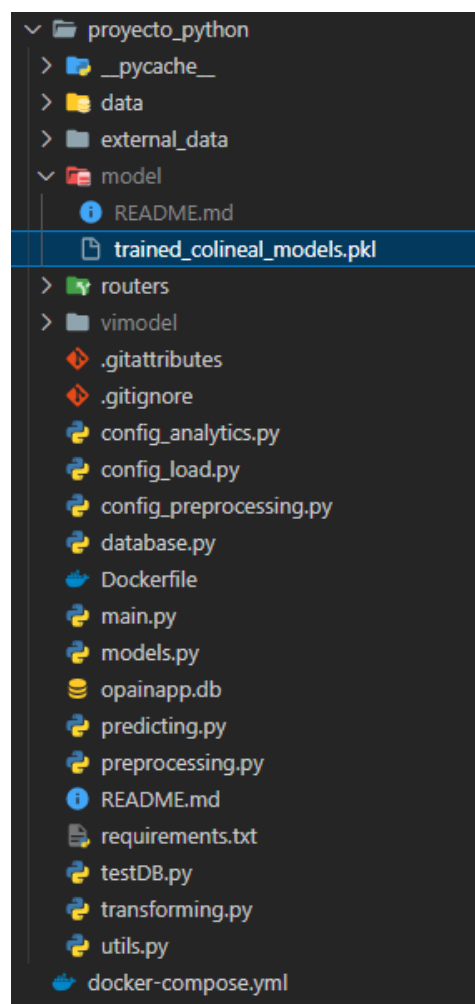 proyecto_python
__pycache__
data
external_data
model
README.md
trained_colineal_models.pkl
routers
vimodel
.gitattributes
.gitignore
config_analytics.py
config_load.py
config_preprocessing.py
database.py
Dockerfile
main.py
models.py
opainapp.db
predicting.py
preprocessing.py
README.md
requirements.txt
testDB.py
transforming.py
utils.py
docker-compose.yml